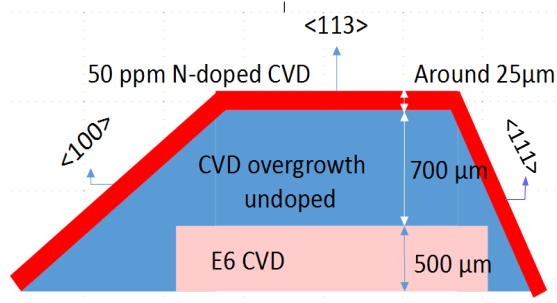 <113>
50 ppm N-doped CVD
Around 25μm
<100>
<111>
CVD overgrowth
undoped
700 μm
E6 CVD
500 μm